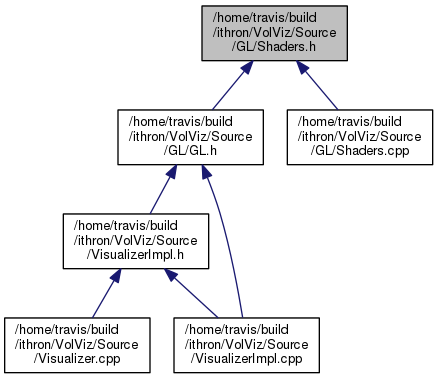 /home/travis/build
/ithron/VolViz/Source
/GL/Shaders.h
/home/travis/build
/ithron/VolViz/Source
/GL/GL.h
/home/travis/build
/ithron/VolViz/Source
/GL/Shaders.cpp
/home/travis/build
/ithron/VolViz/Source
/VisualizerImpl.h
/home/travis/build
/ithron/VolViz/Source
/Visualizer.cpp
/home/travis/build
/ithron/VolViz/Source
/VisualizerImpl.cpp